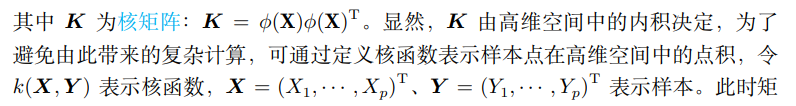 其中 K 为核矩阵：K = ϕ(X)ϕ(X)ᵀ。显然，K 由高维空间中的内积决定，为了
避免由此带来的复杂计算，可通过定义核函数表示样本点在高维空间中的点积，令
k(X, Y) 表示核函数，X = (X₁, ⋯ , Xₚ)ᵀ、Y = (Y₁, ⋯ , Yₚ)ᵀ 表示样本。此时矩